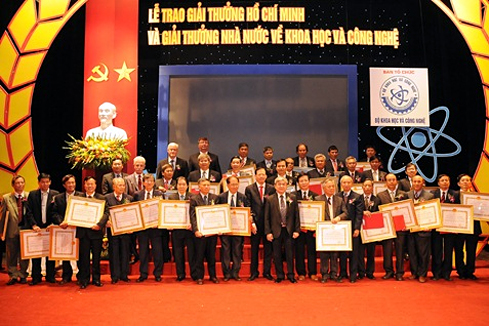 LỄ TRAO GIẢI THƯỞNG HỒ CHÍ MINH
VÀ GIẢI THƯỞNG NHÀ NƯỚC VỀ KHOA HỌC VÀ CÔNG NGHỆ
BAN TỔ CHỨC
BỘ KHOA HỌC VÀ CÔNG NGHỆ